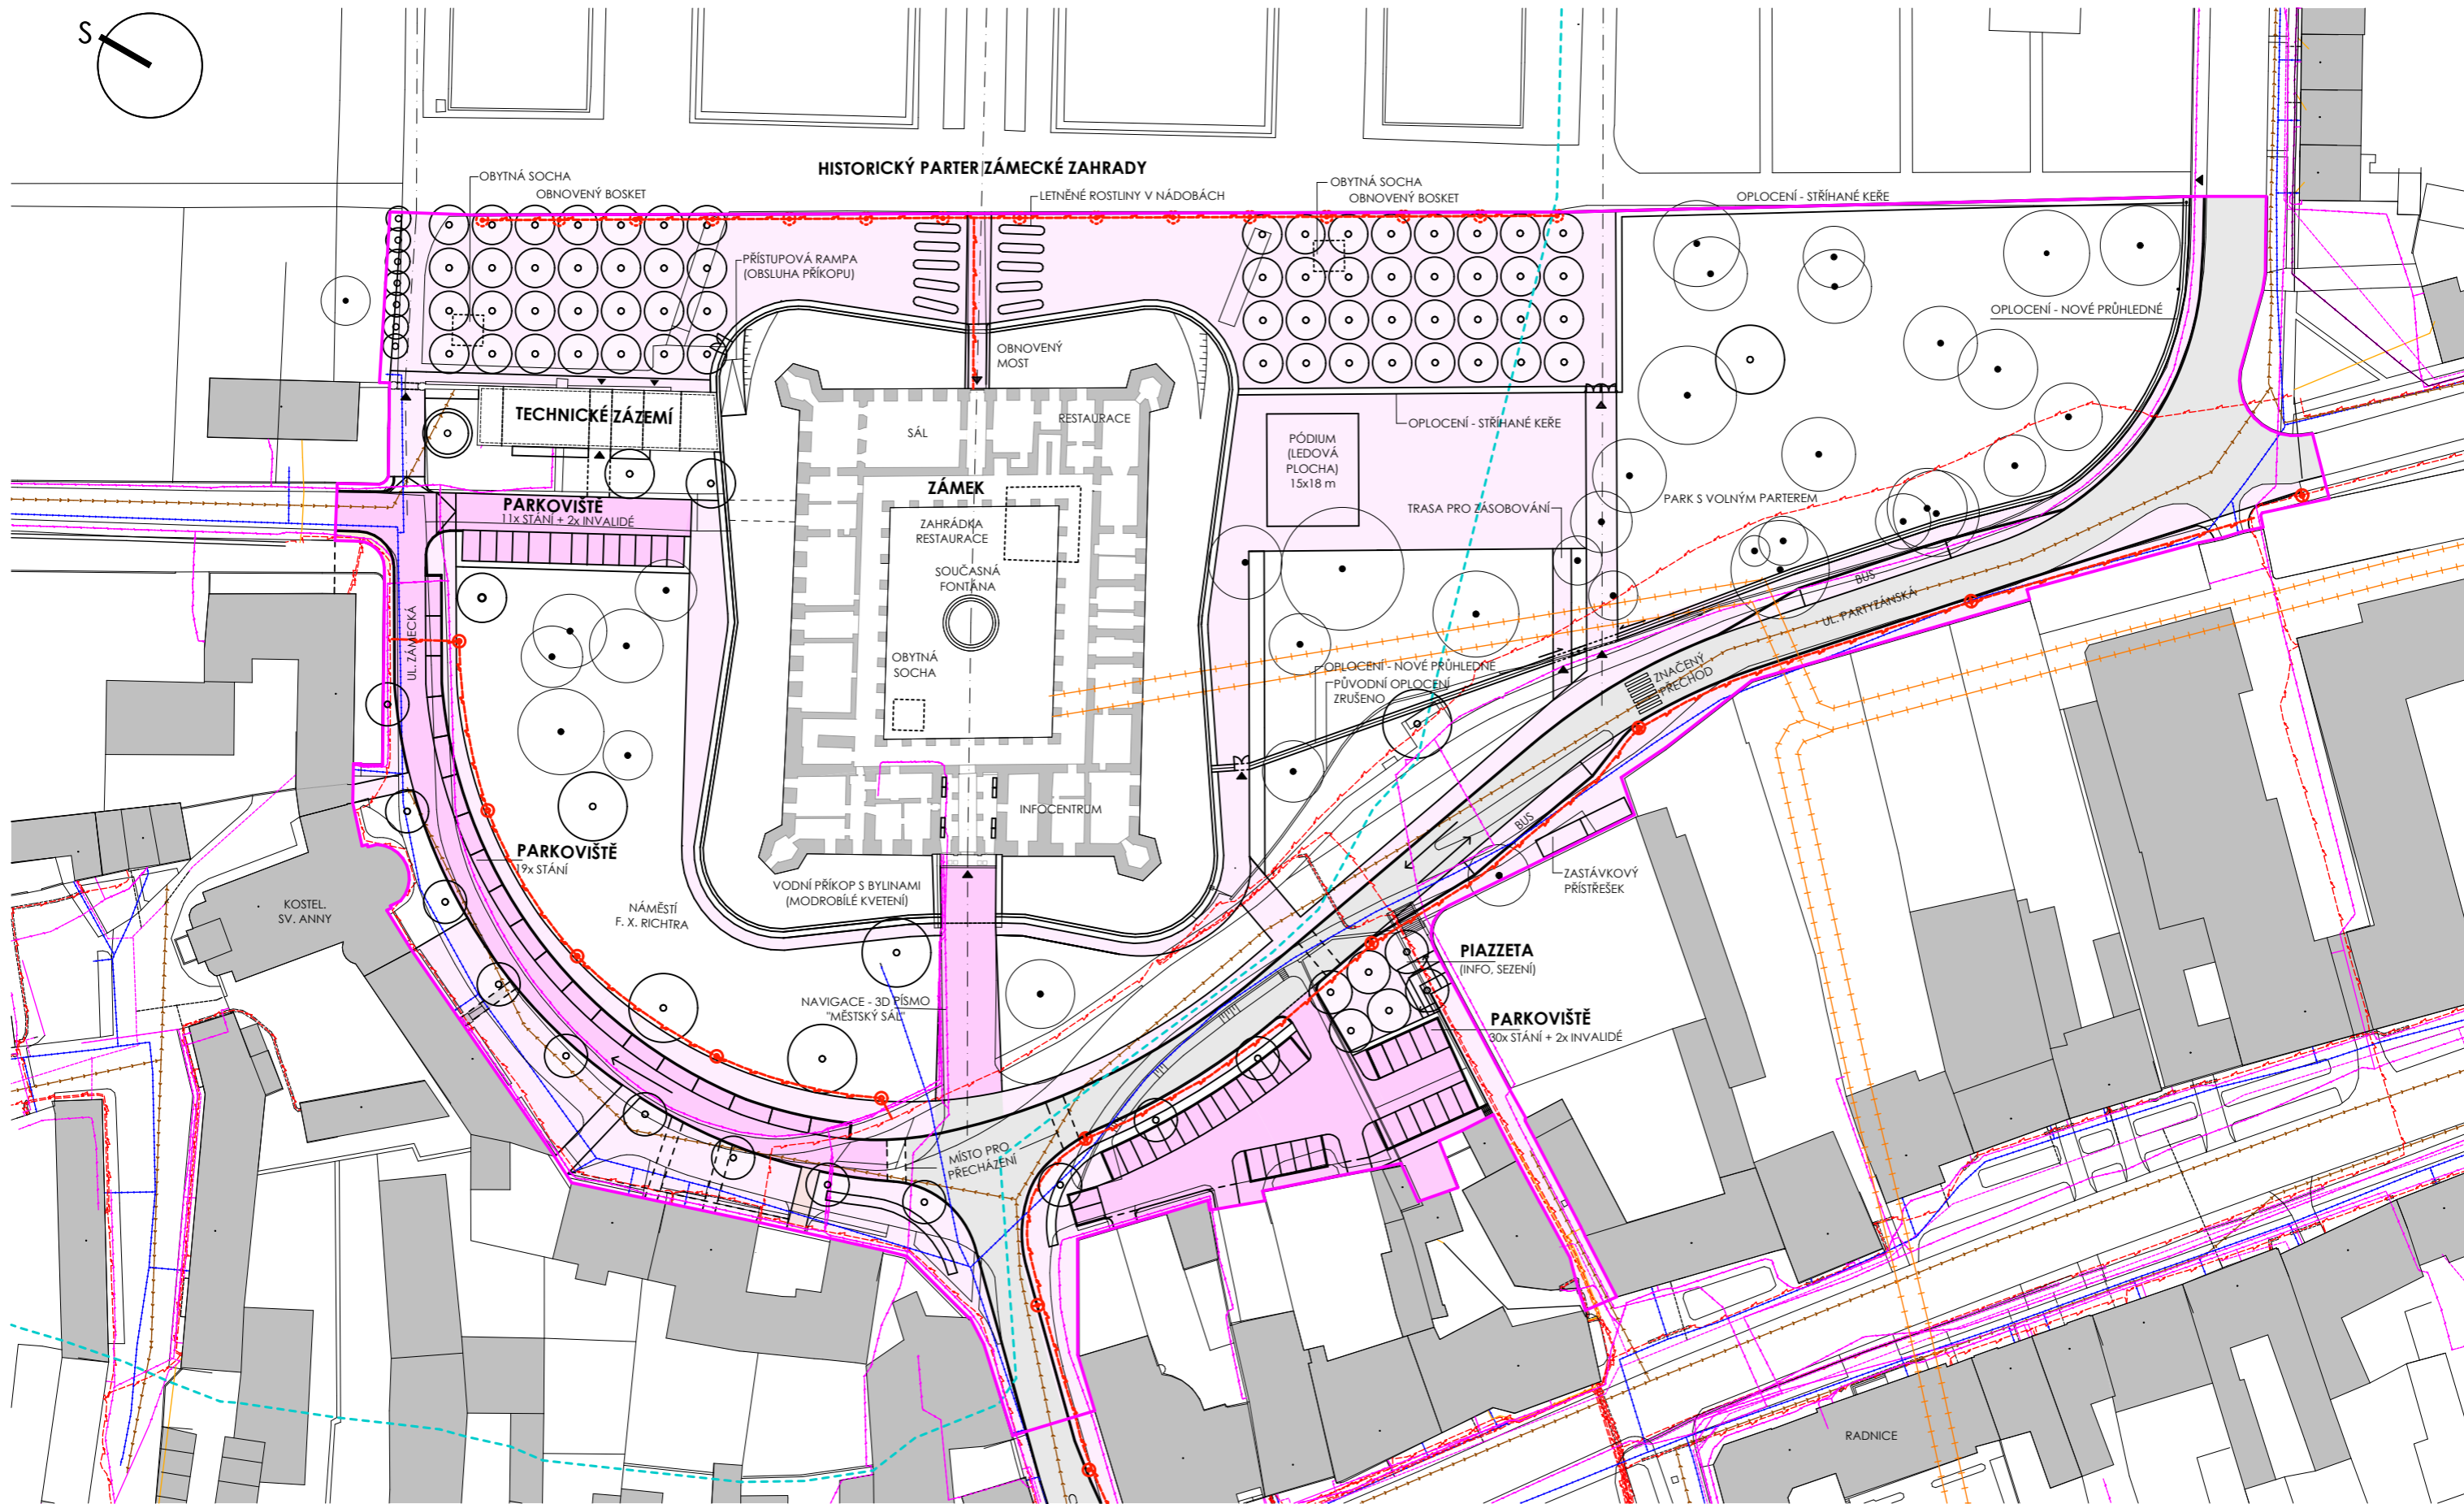 S
HISTORICKÝ PARTER ZÁMECKÉ ZAHRADY
OBYTNÁ SOCHA
OBNOVENÝ BOSKET
LETNĚNÉ ROSTLINY V NÁDOBÁCH
OBYTNÁ SOCHA
OBNOVENÝ BOSKET
OPLOCENÍ - STŘÍHANÉ KEŘE
PŘÍSTUPOVÁ RAMPA
(OBSLUHA PŘÍKOPU)
OPLOCENÍ - NOVÉ PRŮHLEDNÉ
OBNOVENÝ
MOST
TECHNICKÉ ZÁZEMÍ
SÁL
RESTAURACE
OPLOCENÍ - STŘÍHANÉ KEŘE
PÓDIUM
(LEDOVÁ
PLOCHA)
15x18 m
ZÁMEK
PARKOVIŠTĚ
11x STÁNÍ + 2x INVALIDÉ
ZAHRÁDKA
RESTAURACE
TRASA PRO ZÁSOBOVÁNÍ
PARK S VOLNÝM PARTEREM
SOUČASNÁ
FONTÁNA
BUS
UL. PARTYZÁNSKÁ
UL. ZÁMECKÁ
OBYTNÁ
SOCHA
OPLOCENÍ - NOVÉ PRŮHLEDNÉ
PŮVODNÍ OPLOCENÍ
ZRUŠENO
ZNAČENÝ
PŘECHOD
INFOCENTRUM
BUS
PARKOVIŠTĚ
19x STÁNÍ
ZASTÁVKOVÝ
PŘÍSTŘEŠEK
VODNÍ PŘÍKOP S BYLINAMI
(MODROBÍLÉ KVETENÍ)
KOSTEL
SV. ANNY
NÁMĚSTÍ
F. X. RICHTRA
PIAZZETA
(INFO, SEZENÍ)
NAVIGACE - 3D PÍSMO
"MĚSTSKÝ SÁL"
PARKOVIŠTĚ
30x STÁNÍ + 2x INVALIDÉ
MÍSTO PRO
PŘECHÁZENÍ
RADNICE